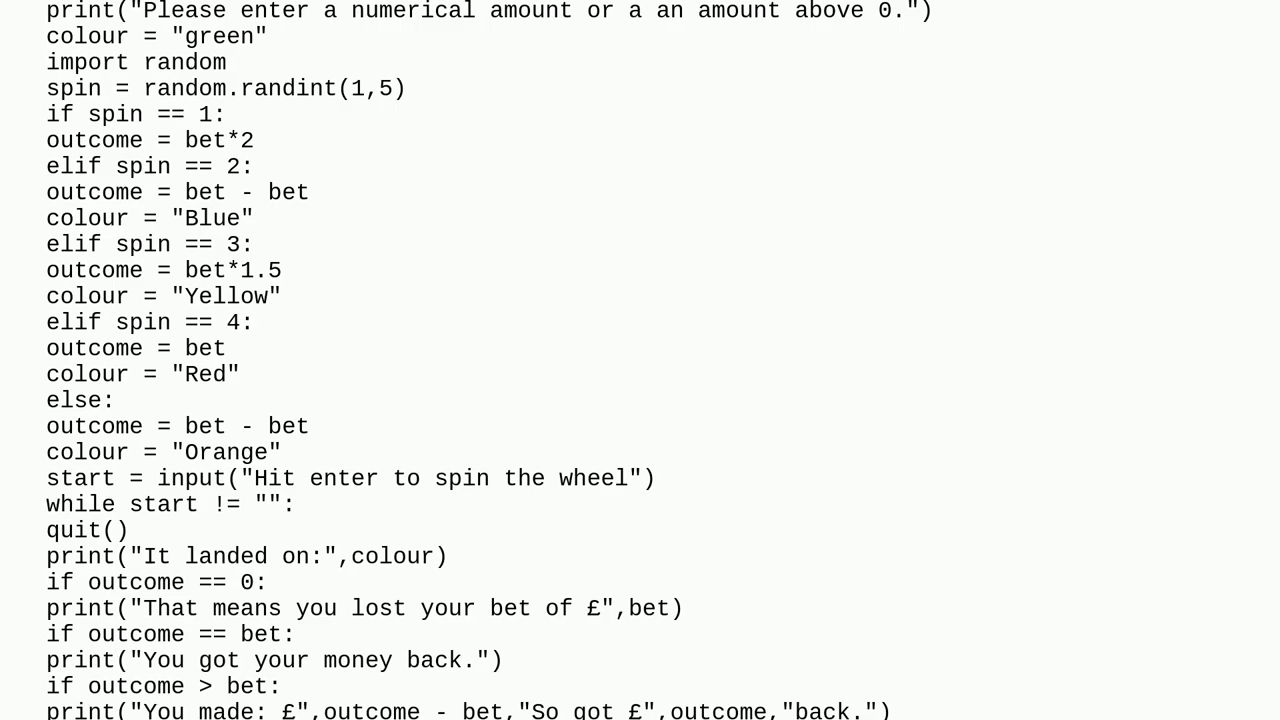 print("Please enter a numerical amount or a an amount above 0.")
colour = "green"
import random
spin = random.randint(1,5)
if spin == 1:
outcome = bet*2
elif spin == 2:
outcome = bet - bet
colour = "Blue"
elif spin == 3:
outcome = bet*1.5
colour = "Yellow"
elif spin == 4:
outcome = bet
colour = "Red"
else:
outcome = bet - bet
colour = "Orange"
start = input("Hit enter to spin the wheel")
while start != "":
quit()
print("It landed on:",colour)
if outcome == 0:
print("That means you lost your bet of £",bet)
if outcome == bet:
print("You got your money back.")
if outcome > bet:
print("You made: £",outcome - bet,"So got £",outcome,"back.")